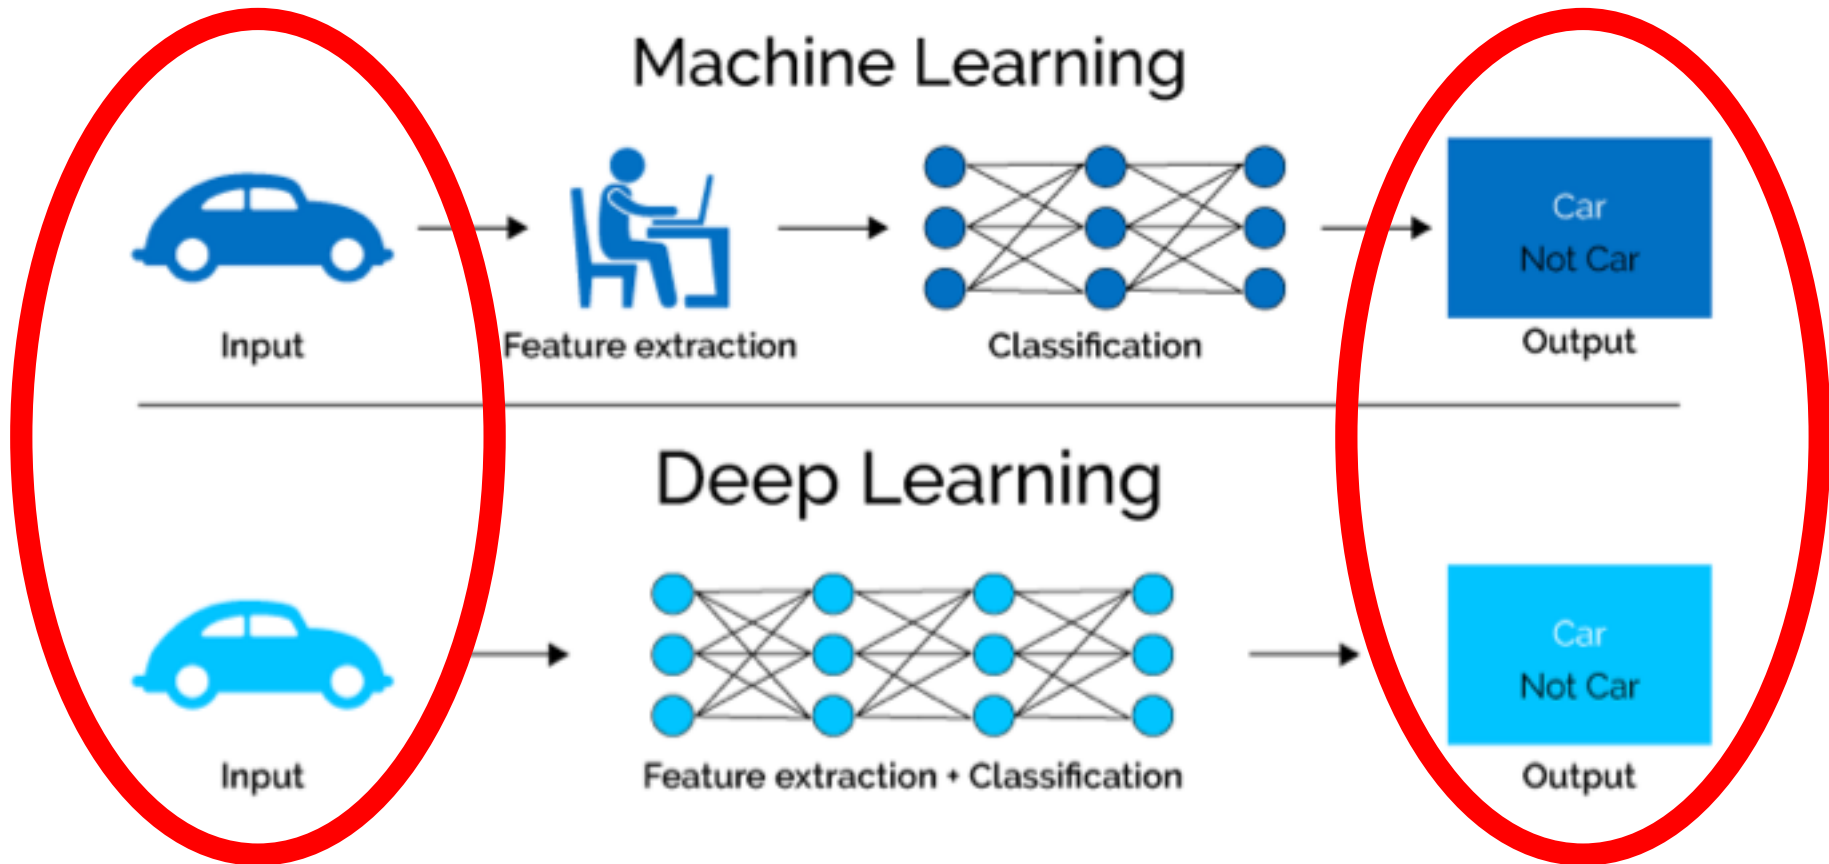 Machine Learning
Car
Not Car
Input
Feature extraction
Classification
Output
Deep Learning
Car
Not Car
Input
Feature extraction + Classification
Output